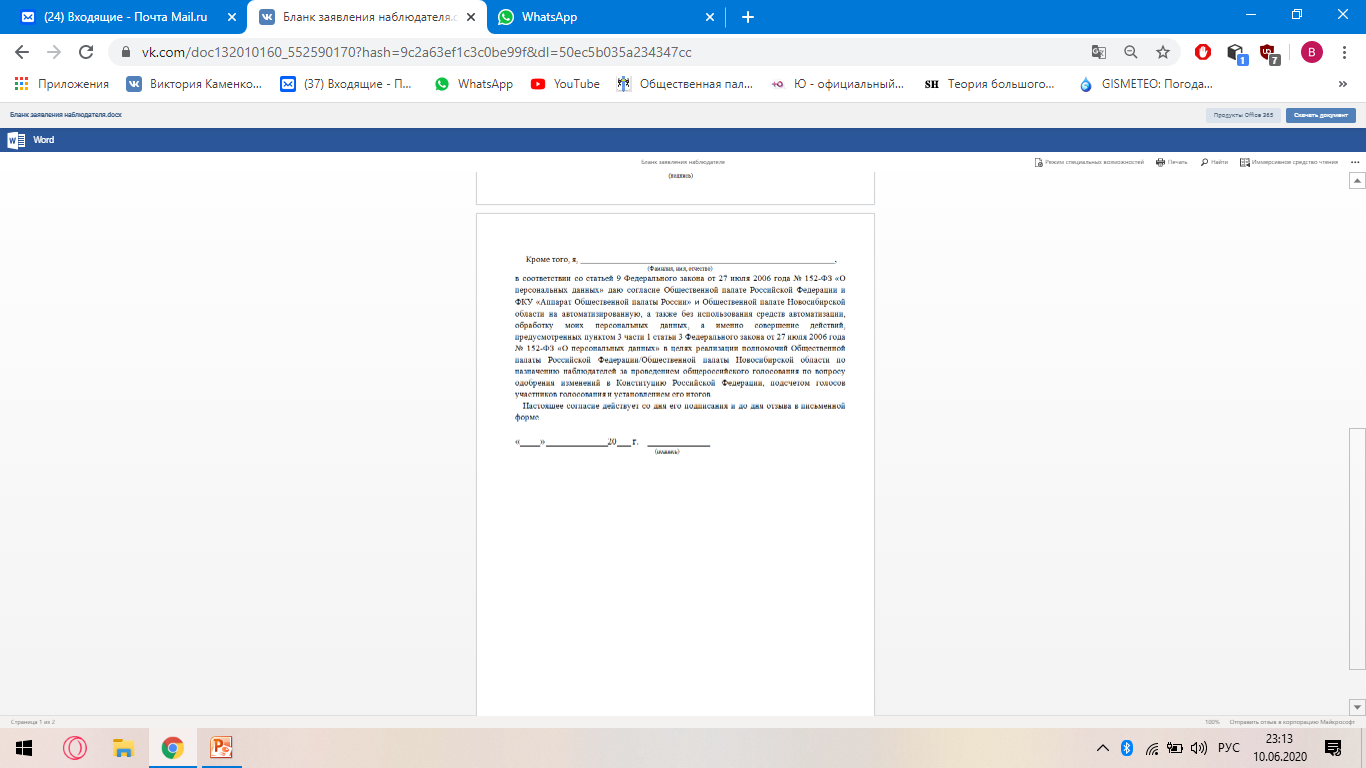 (24) Входящие - Почта Mail.ru
Бланк заявления наблюдателя.d
WhatsApp
vk.com/doc132010160_552590170?hash=9c2a63ef1c3c0be99f&dl=50ec5b035a234347cc
1
7
В
Приложения
Виктория Каменко...
(37) Входящие - П...
WhatsApp
YouTube
Общественная пал...
Ю - официальный...
SH Теория большого...
GISMETEO: Погода...
»
Бланк заявления наблюдателя.docx
Продукты Office 365
Скачать документ
Word
Бланк заявления наблюдателя
Режим специальных возможностей
Печать
Найти
Иммерсивное средство чтения
(подпись)
Кроме того, я, ____________________________________________,
(Фамилия, имя, отчество)
в соответствии со статьей 9 Федерального закона от 27 июля 2006 года № 152-ФЗ «О
персональных данных» даю согласие Общественной палате Российской Федерации и
ФКУ «Аппарат Общественной палаты России» и Общественной палате Новосибирской
области на автоматизированную, а также без использования средств автоматизации,
обработку моих персональных данных, а именно совершение действий,
предусмотренных пунктом 3 части 1 статьи 3 Федерального закона от 27 июля 2006 года
№ 152-ФЗ «О персональных данных» в целях реализации полномочий Общественной
палаты Российской Федерации/Общественной палаты Новосибирской области по
назначению наблюдателей за проведением общероссийского голосования по вопросу
одобрения изменений в Конституцию Российской Федерации, подсчетом голосов
участников голосования и установлением его итогов.
Настоящее согласие действует со дня его подписания и до дня отзыва в письменной
форме.
«____»______________20___ г. ______________
(подпись)
Страница 1 из 2
100%
Отправить отзыв в корпорацию Майкрософт
РУС
23:13
10.06.2020